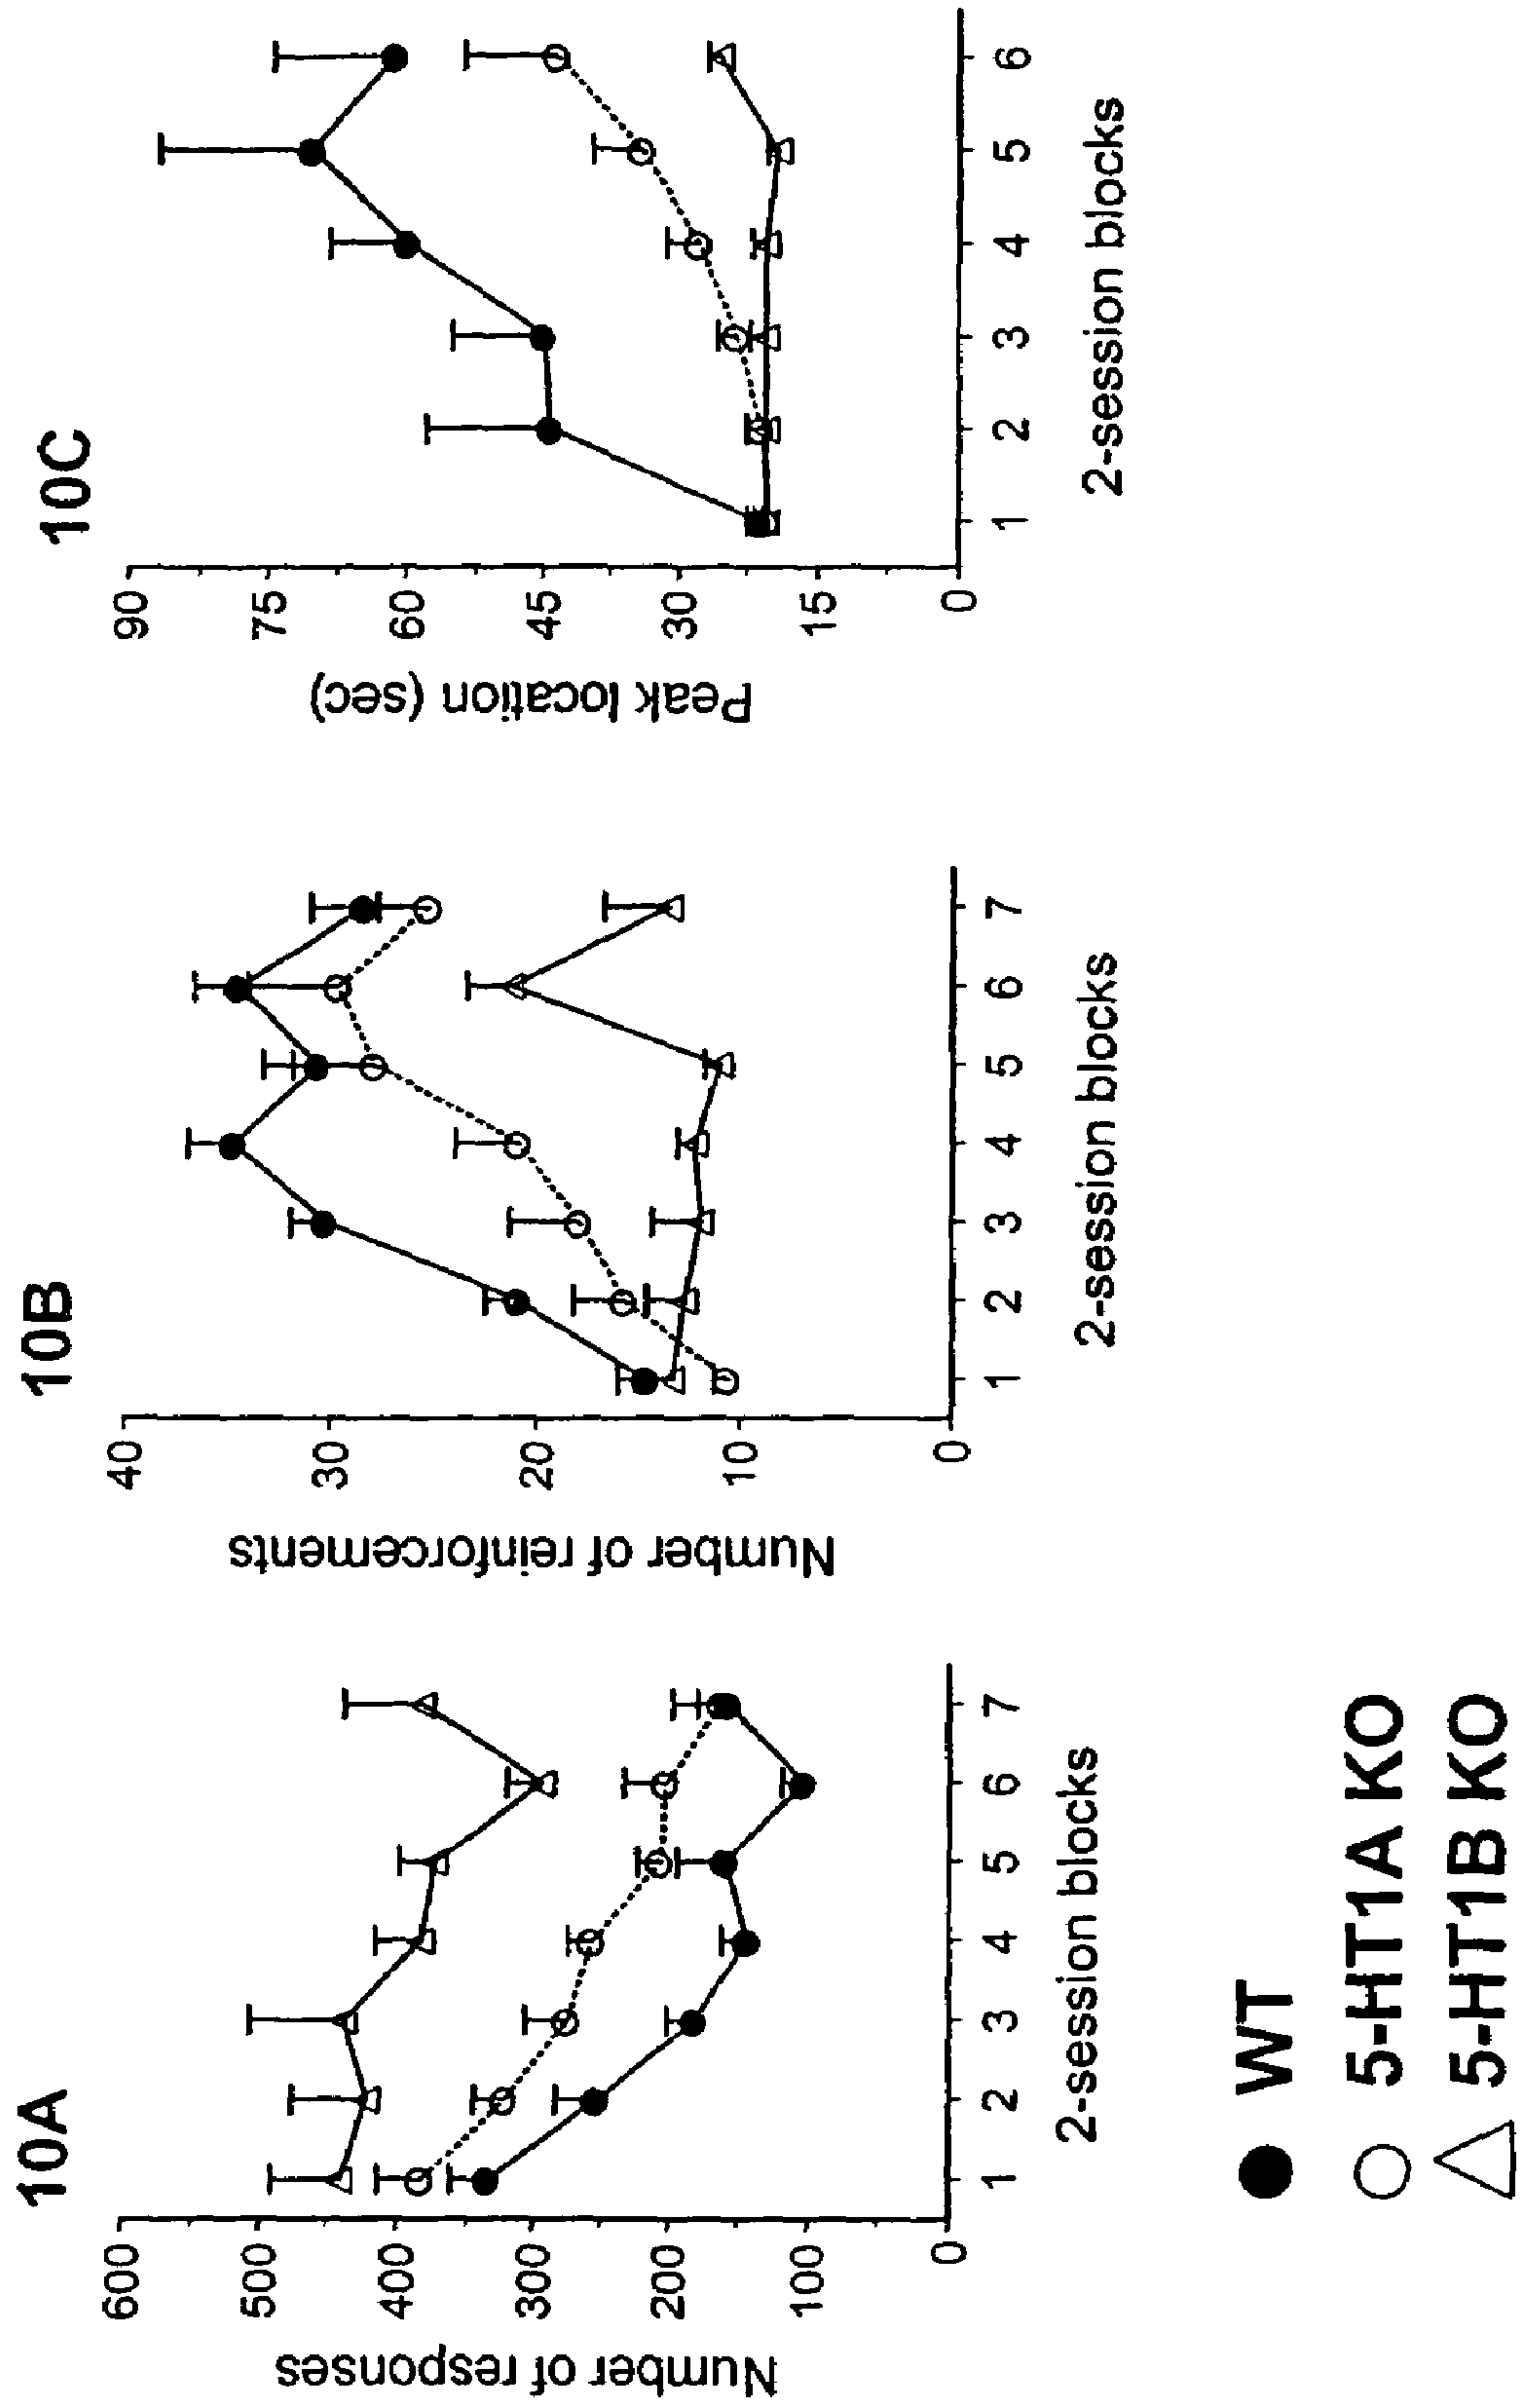 10A
600
500
400
300
200
100
0
Number of responses
1 2 3 4 5 6 7
2-session blocks
10B
40
30
20
10
0
Number of reinforcements
1 2 3 4 5 6 7
2-session blocks
10C
90
75
60
45
30
15
0
Peak location (sec)
1 2 3 4 5 6
2-session blocks
WT
5-HT1A KO
5-HT1B KO